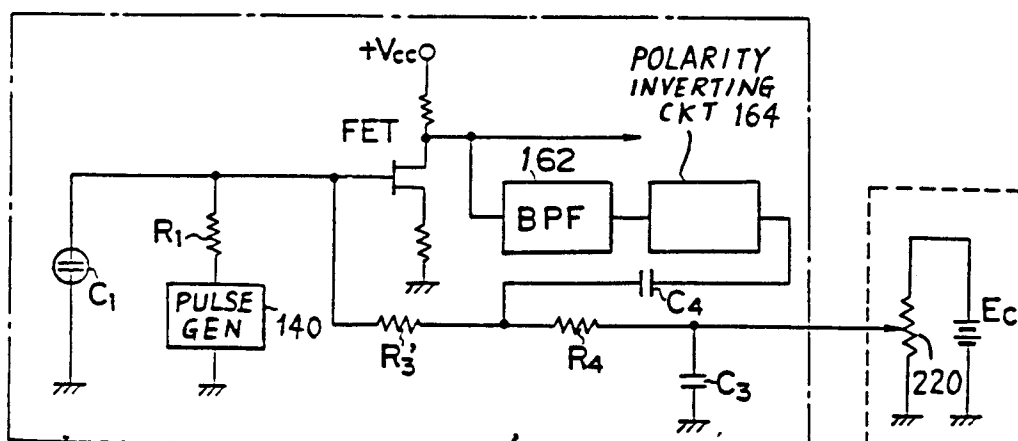 +Vcc
POLARITY
INVERTING
CKT 164
FET
162
BPF
R1
C1
PULSE
GEN
140
C4
R3'
R4
C3
Ec
220